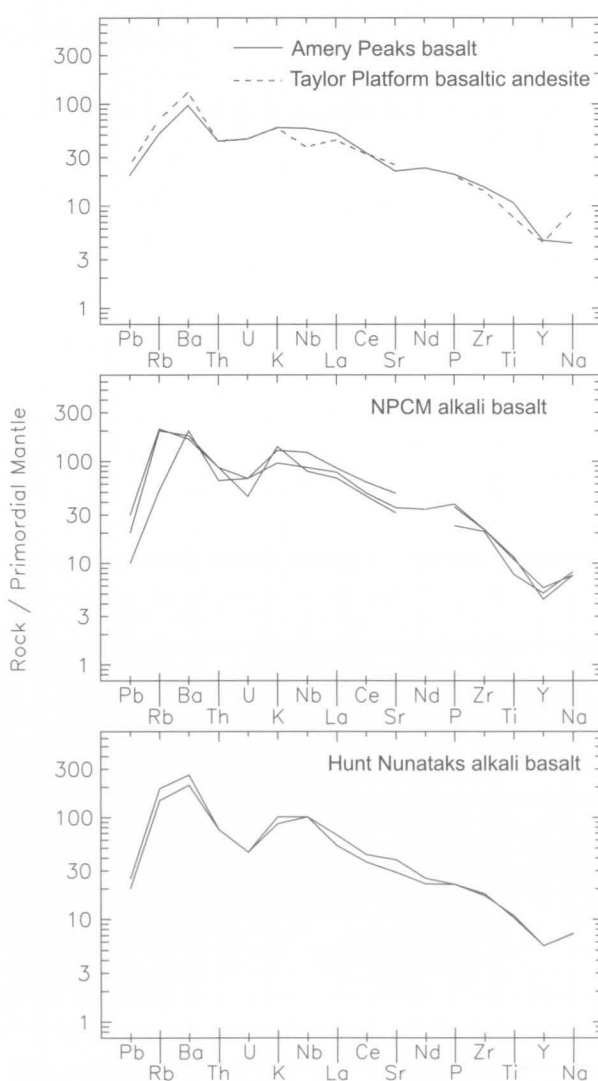 300
100
30
10
3
1
Amery Peaks basalt
Taylor Platform basaltic andesite
Pb Ba U Nb Ce Nd Zr Y
Rb Th K La Sr P Ti Na
Rock / Primordial Mantle
300
100
30
10
3
1
NPCM alkali basalt
Pb Ba U Nb Ce Nd Zr Y
Rb Th K La Sr P Ti Na
300
100
30
10
3
1
Hunt Nunataks alkali basalt
Pb Ba U Nb Ce Nd Zr Y
Rb Th K La Sr P Ti Na